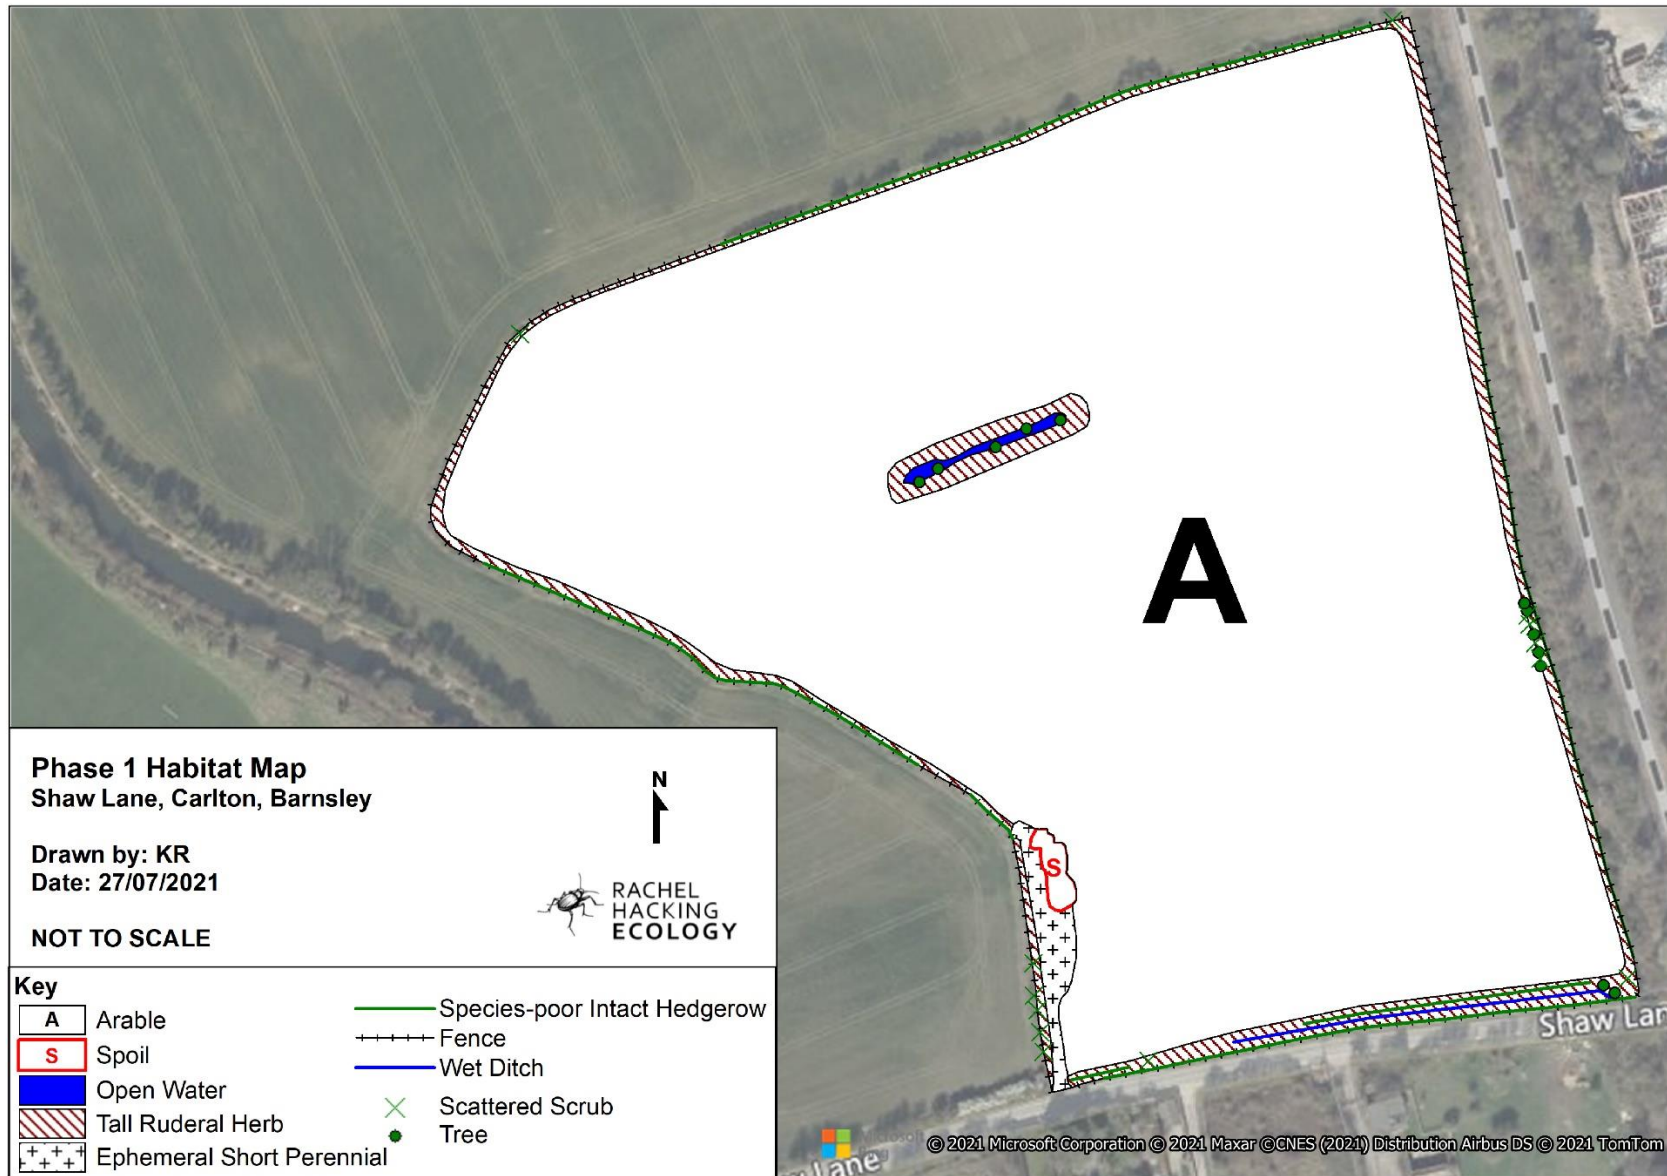 A
Shaw Lan
Phase 1 Habitat Map
Shaw Lane, Carlton, Barnsley
Drawn by: KR
Date: 27/07/2021
NOT TO SCALE
N
RACHEL
HACKING
ECOLOGY
S
Key
A Arable
S Spoil
Open Water
Tall Ruderal Herb
Ephemeral Short Perennial
Species-poor Intact Hedgerow
Fence
Wet Ditch
Scattered Scrub
Tree
Lane
© 2021 Microsoft Corporation © 2021 Maxar ©CNES (2021) Distribution Airbus DS © 2021 TomTom